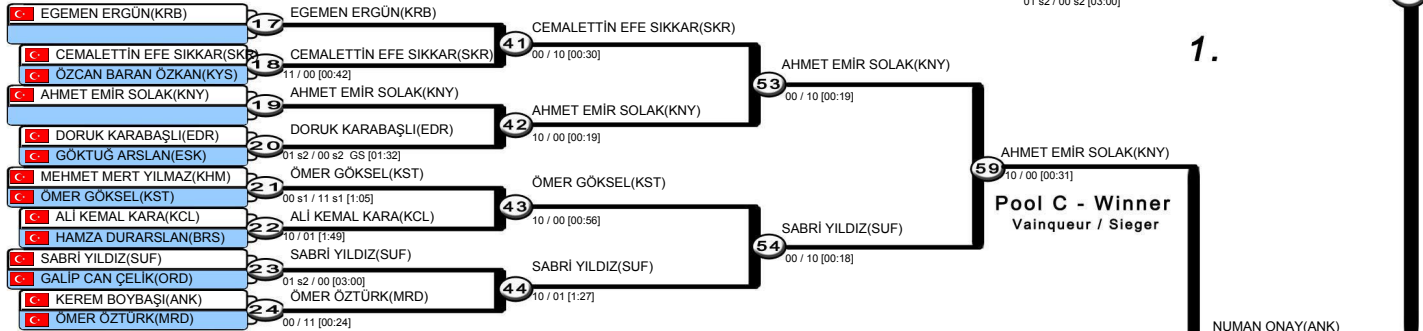 01 s2 / 00 s2 [03:00]
1.
EGEMEN ERGÜN(KRB)
17
EGEMEN ERGÜN(KRB)
CEMALETTİN EFE SIKKAR(SKR)
ÖZCAN BARAN ÖZKAN(KYS)
18
CEMALETTİN EFE SIKKAR(SKR)
11 / 00 [00:42]
41
CEMALETTİN EFE SIKKAR(SKR)
00 / 10 [00:30]
AHMET EMİR SOLAK(KNY)
19
AHMET EMİR SOLAK(KNY)
DORUK KARABAŞLI(EDR)
GÖKTUĞ ARSLAN(ESK)
20
DORUK KARABAŞLI(EDR)
01 s2 / 00 s2 GS [01:32]
42
AHMET EMİR SOLAK(KNY)
10 / 00 [00:19]
53
AHMET EMİR SOLAK(KNY)
00 / 10 [00:19]
MEHMET MERT YILMAZ(KHM)
ÖMER GÖKSEL(KST)
21
ÖMER GÖKSEL(KST)
00 s1 / 11 s1 [1:05]
ALİ KEMAL KARA(KCL)
HAMZA DURARSLAN(BRS)
22
ALİ KEMAL KARA(KCL)
10 / 01 [1:49]
43
ÖMER GÖKSEL(KST)
10 / 00 [00:56]
SABRİ YILDIZ(SUF)
GALİP CAN ÇELİK(ORD)
23
SABRİ YILDIZ(SUF)
01 s2 / 00 [03:00]
KEREM BOYBAŞI(ANK)
ÖMER ÖZTÜRK(MRD)
24
ÖMER ÖZTÜRK(MRD)
00 / 11 [00:24]
44
SABRİ YILDIZ(SUF)
10 / 01 [1:27]
54
SABRİ YILDIZ(SUF)
00 / 10 [00:18]
59
AHMET EMİR SOLAK(KNY)
10 / 00 [00:31]
Pool C - Winner
Vainqueur / Sieger
NUMAN ONAY(ANK)